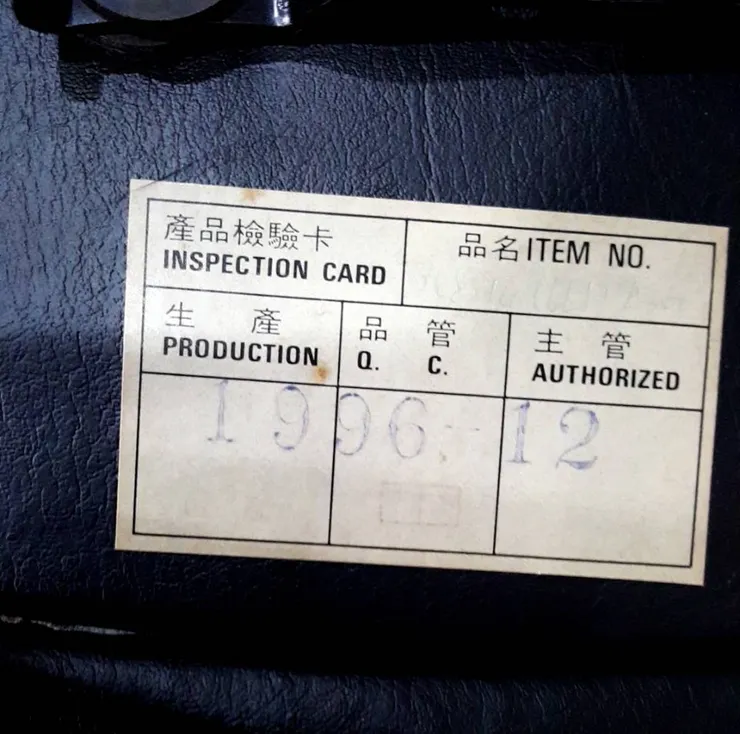 產品檢驗卡
INSPECTION CARD
品名ITEM NO.
生 產
PRODUCTION
品 管
Q. C.
主 管
AUTHORIZED
1996-12